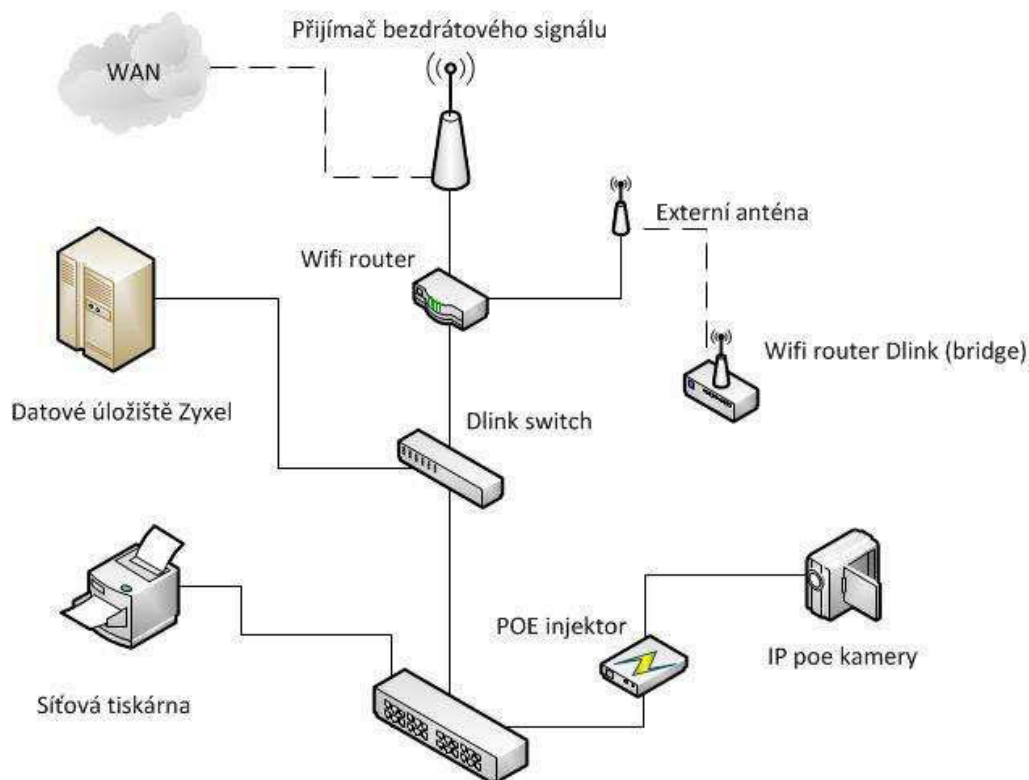 Přijímač bezdrátového signálu
WAN
Externí anténa
Wifi router
Wifi router Dlink (bridge)
Datové úložiště Zyxel
Dlink switch
POE injektor
IP poe kamery
Síťová tiskárna